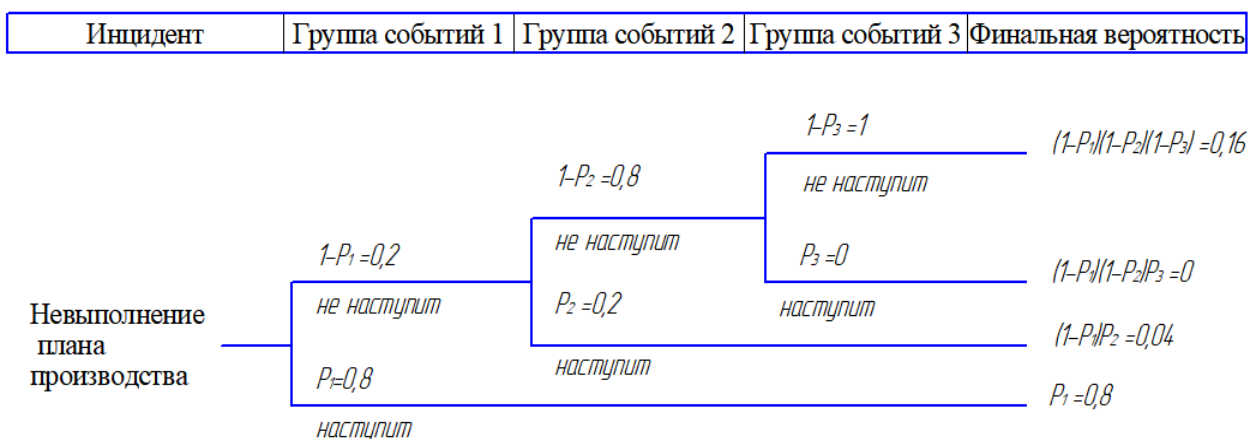 Инцидент Группа событий 1 Группа событий 2 Группа событий 3 Финальная вероятность
1-P₃ =1
(1-P₁)(1-P₂)(1-P₃) =0,16
1-P₂ =0,8
не наступит
не наступит
1-P₁ =0,2
P₃ =0
(1-P₁)(1-P₂)P₃ =0
не наступит
P₂ =0,2
наступит
Невыполнение
плана
производства
(1-P₁)P₂ =0,04
наступит
P₁=0,8
P₁ =0,8
наступит